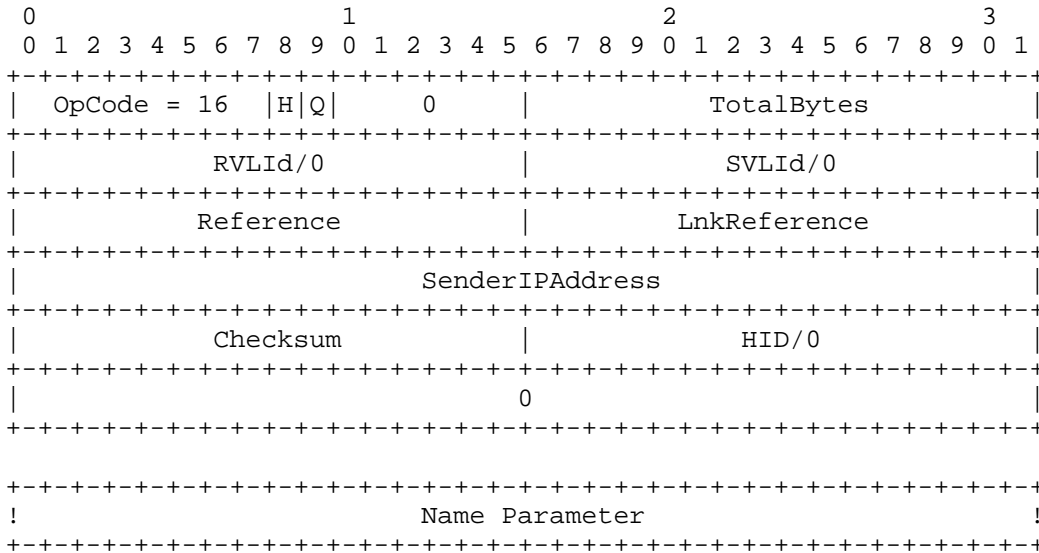 0                   1                   2                   3
 0 1 2 3 4 5 6 7 8 9 0 1 2 3 4 5 6 7 8 9 0 1 2 3 4 5 6 7 8 9 0 1
+-+-+-+-+-+-+-+-+-+-+-+-+-+-+-+-+-+-+-+-+-+-+-+-+-+-+-+-+-+-+-+-+
|  OpCode = 16  |H|Q|     0     |           TotalBytes          |
+-+-+-+-+-+-+-+-+-+-+-+-+-+-+-+-+-+-+-+-+-+-+-+-+-+-+-+-+-+-+-+-+
|            RVLId/0            |            SVLId/0            |
+-+-+-+-+-+-+-+-+-+-+-+-+-+-+-+-+-+-+-+-+-+-+-+-+-+-+-+-+-+-+-+-+
|           Reference           |         LnkReference          |
+-+-+-+-+-+-+-+-+-+-+-+-+-+-+-+-+-+-+-+-+-+-+-+-+-+-+-+-+-+-+-+-+
|                         SenderIPAddress                       |
+-+-+-+-+-+-+-+-+-+-+-+-+-+-+-+-+-+-+-+-+-+-+-+-+-+-+-+-+-+-+-+-+
|            Checksum           |             HID/0             |
+-+-+-+-+-+-+-+-+-+-+-+-+-+-+-+-+-+-+-+-+-+-+-+-+-+-+-+-+-+-+-+-+
|                               0                               |
+-+-+-+-+-+-+-+-+-+-+-+-+-+-+-+-+-+-+-+-+-+-+-+-+-+-+-+-+-+-+-+-+
+-+-+-+-+-+-+-+-+-+-+-+-+-+-+-+-+-+-+-+-+-+-+-+-+-+-+-+-+-+-+-+-+
!                         Name Parameter                        !
+-+-+-+-+-+-+-+-+-+-+-+-+-+-+-+-+-+-+-+-+-+-+-+-+-+-+-+-+-+-+-+-+